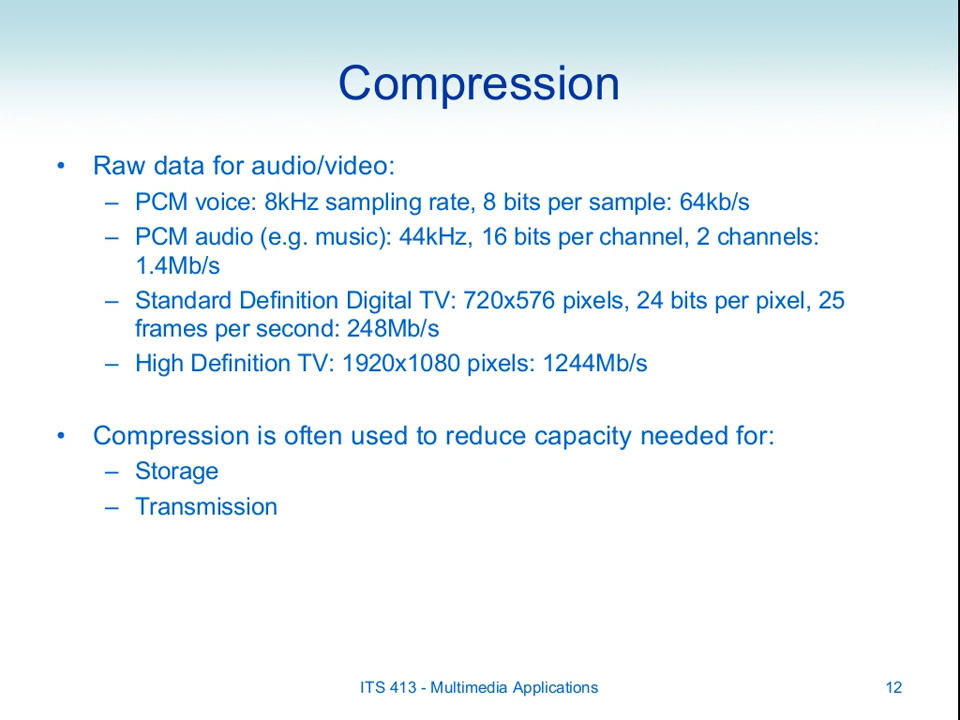 Compression
• Raw data for audio/video:
– PCM voice: 8kHz sampling rate, 8 bits per sample: 64kb/s
– PCM audio (e.g. music): 44kHz, 16 bits per channel, 2 channels:
1.4Mb/s
– Standard Definition Digital TV: 720x576 pixels, 24 bits per pixel, 25
frames per second: 248Mb/s
– High Definition TV: 1920x1080 pixels: 1244Mb/s
• Compression is often used to reduce capacity needed for:
– Storage
– Transmission
ITS 413 - Multimedia Applications 12